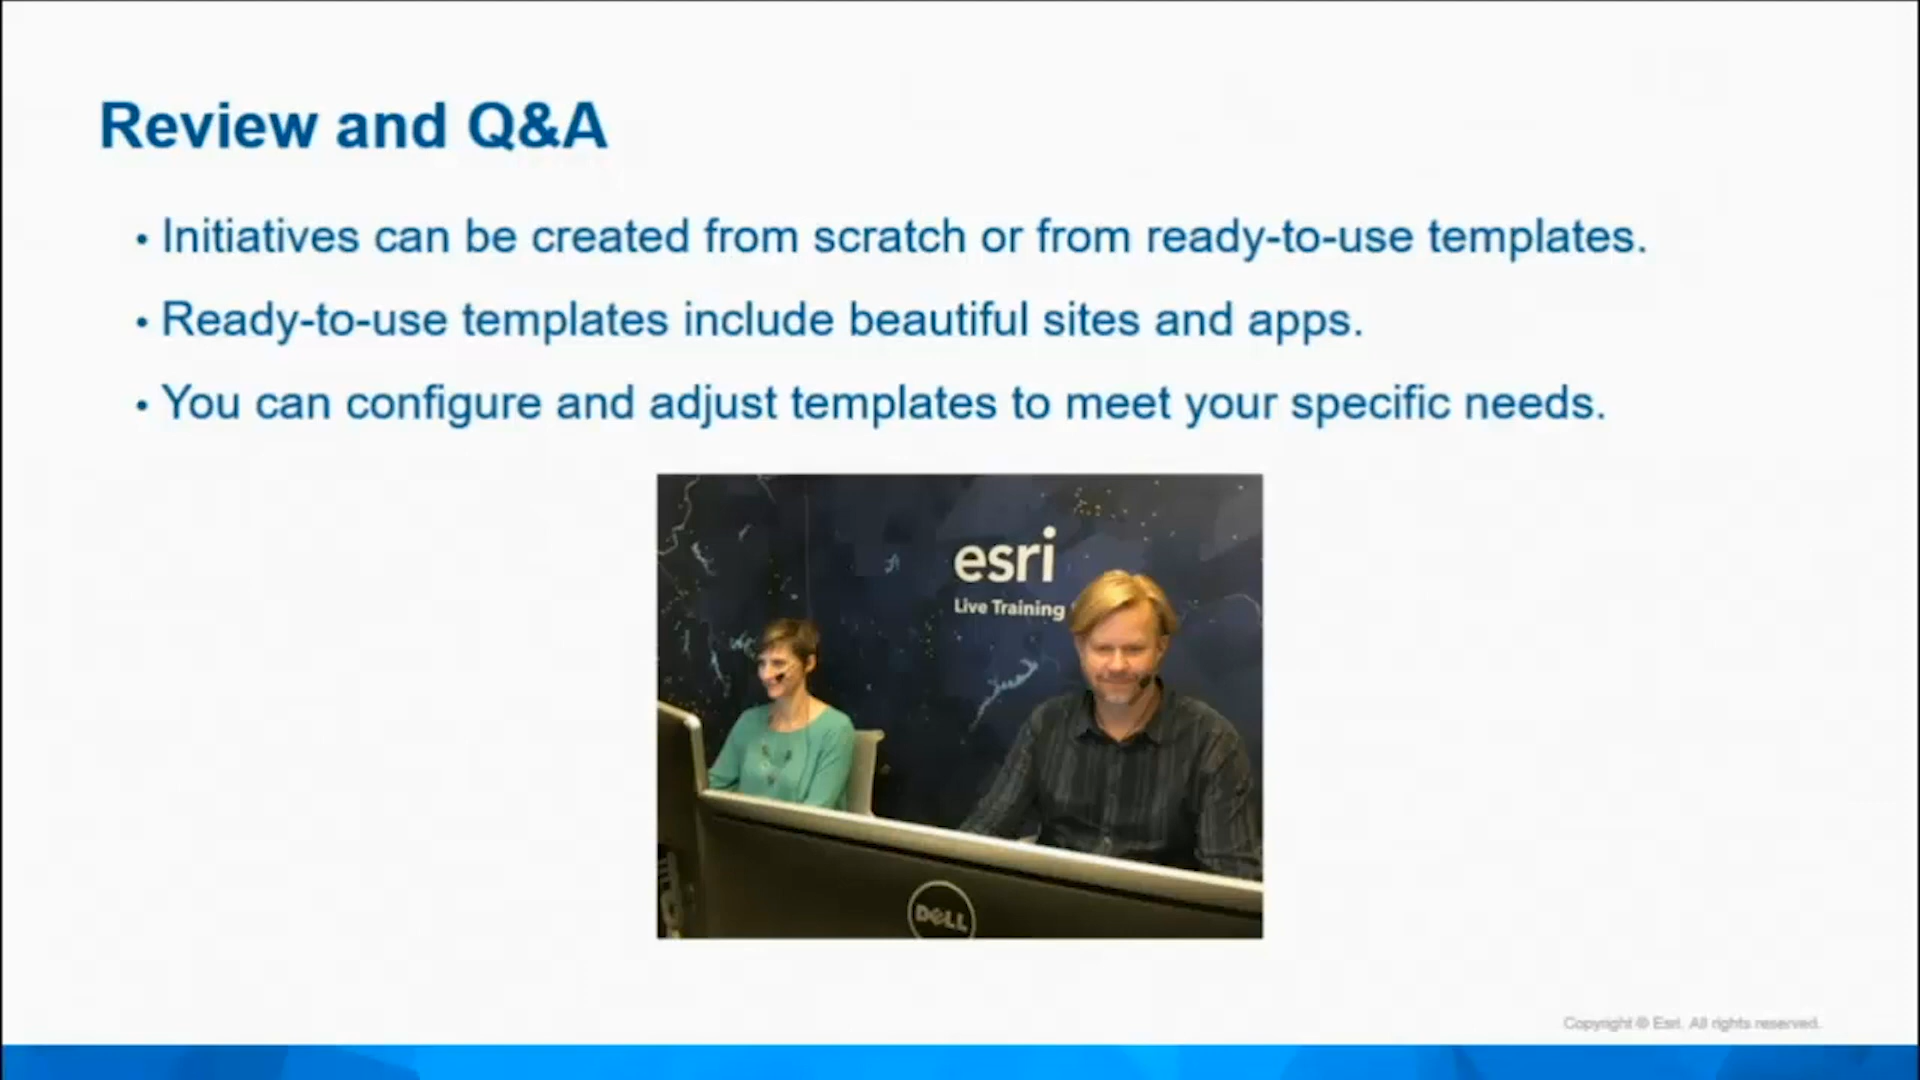 Review and Q&A
• Initiatives can be created from scratch or from ready-to-use templates.
• Ready-to-use templates include beautiful sites and apps.
• You can configure and adjust templates to meet your specific needs.
esri
Live Training
DELL
Copyright © Esri. All rights reserved.